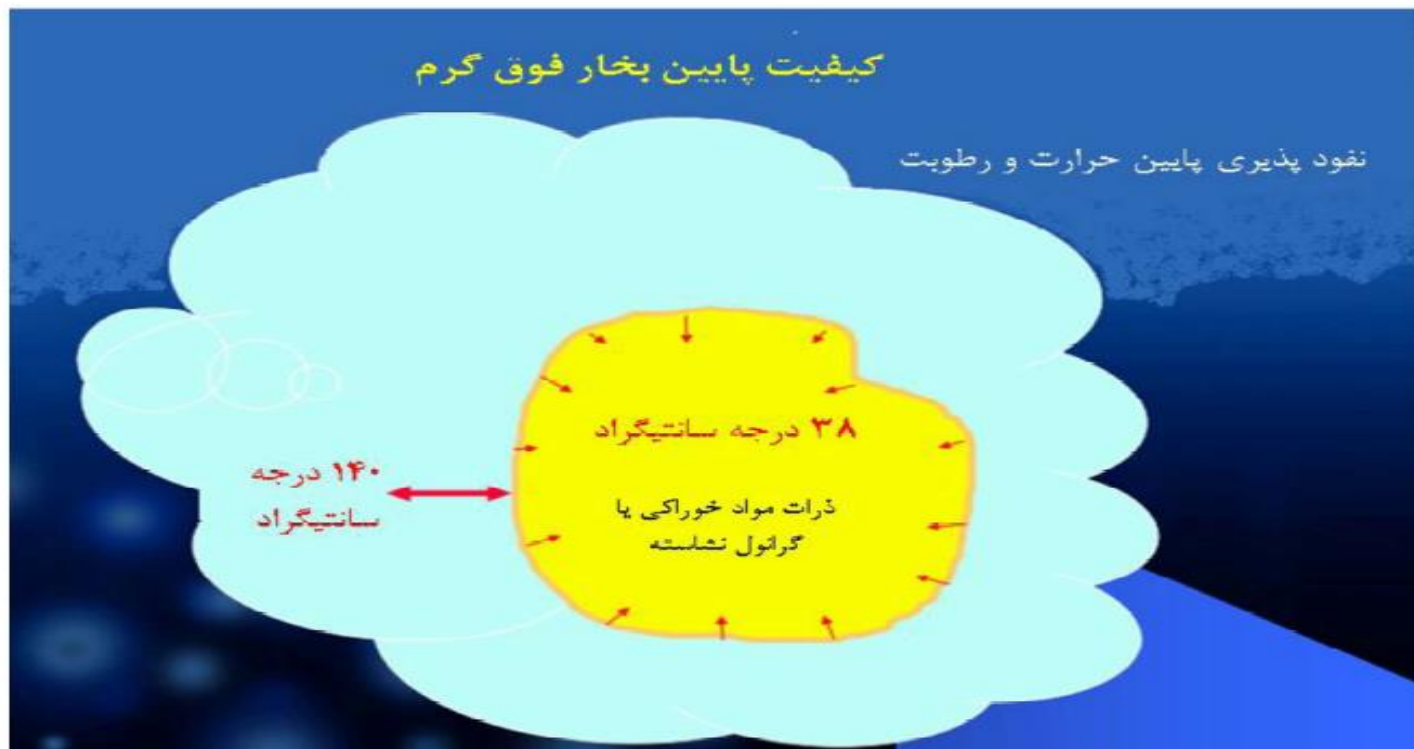 کیفیت پایین بخار فوق گرم
نفود پذیری پایین حرارت و رطوبت
۳۸ درجه سانتیگراد
۱۴۰ درجه
سانتیگراد
ذرات مواد خوراکی یا
گرانول نشاسته